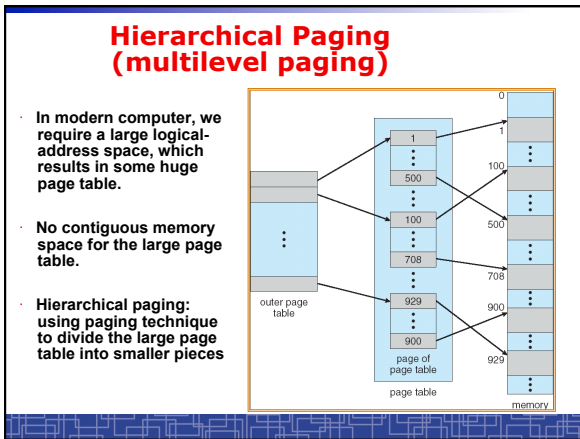 Hierarchical Paging
(multilevel paging)
· In modern computer, we
require a large logical-
address space, which
results in some huge
page table.
· No contiguous memory
space for the large page
table.
· Hierarchical paging:
using paging technique
to divide the large page
table into smaller pieces
outer page
table
1
500
100
708
929
900
page of
page table
page table
0
1
100
500
708
900
929
memory